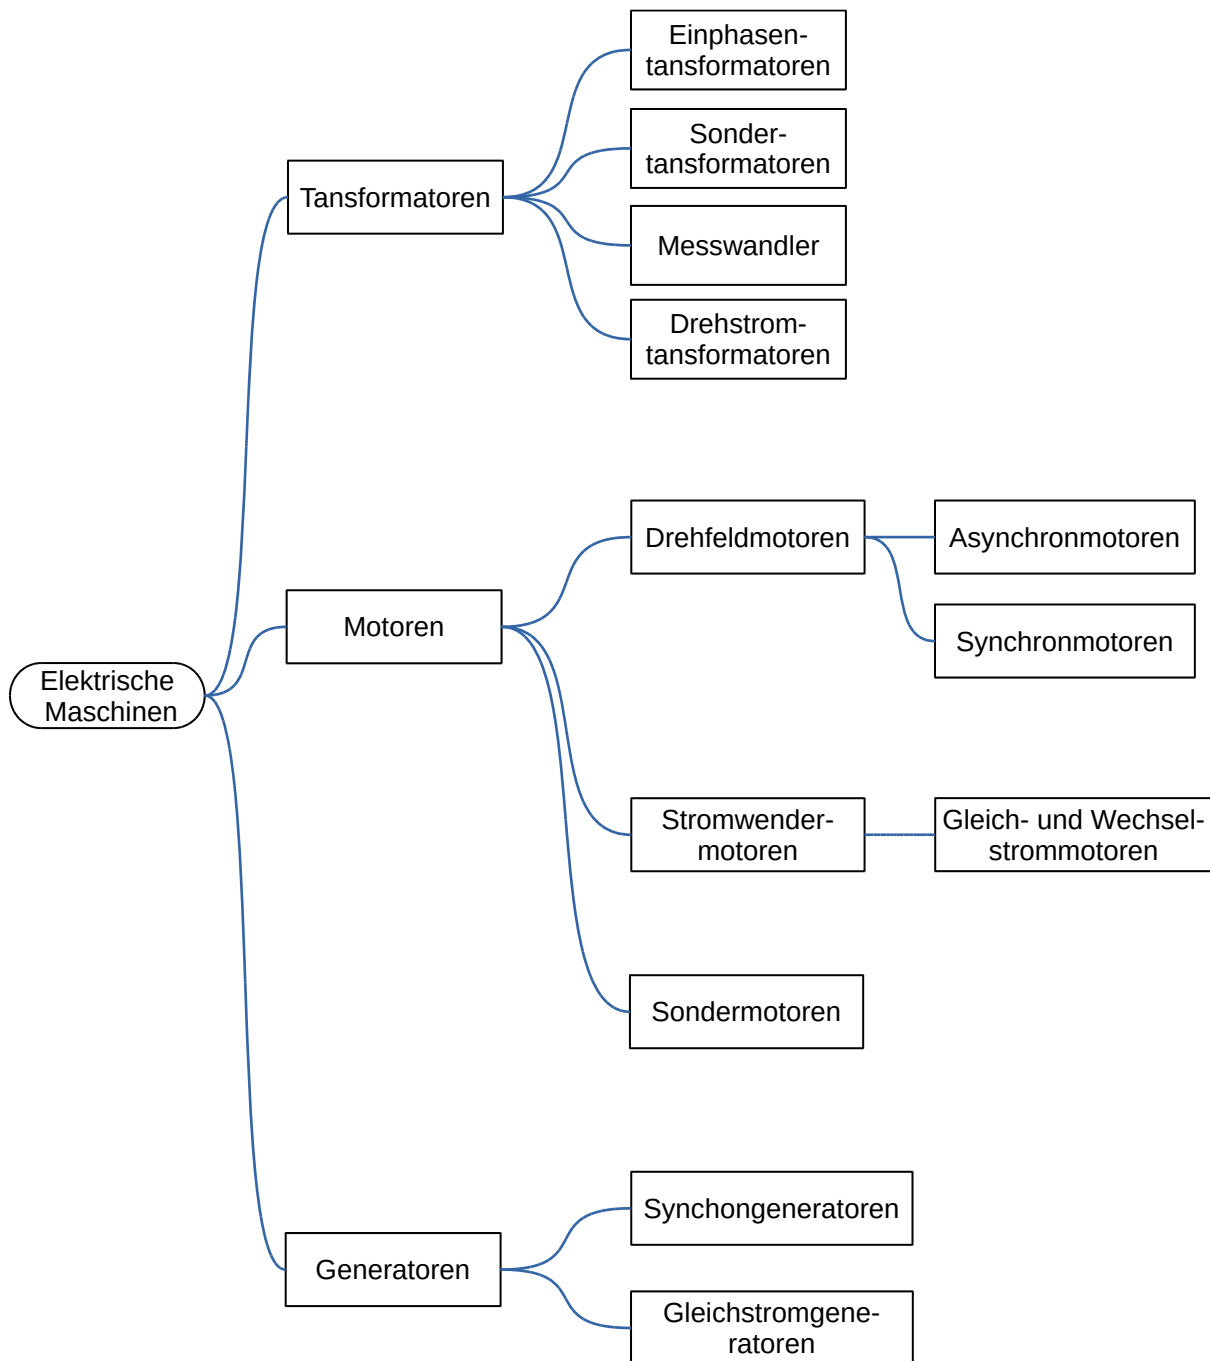 Einphasen-
tansformatoren
Sonder-
tansformatoren
Tansformatoren
Messwandler
Drehstrom-
tansformatoren
Drehfeldmotoren
Asynchronmotoren
Motoren
Synchronmotoren
Elektrische
Maschinen
Stromwender-
motoren
Gleich- und Wechsel-
strommotoren
Sondermotoren
Synchongeneratoren
Generatoren
Gleichstromgene-
ratoren